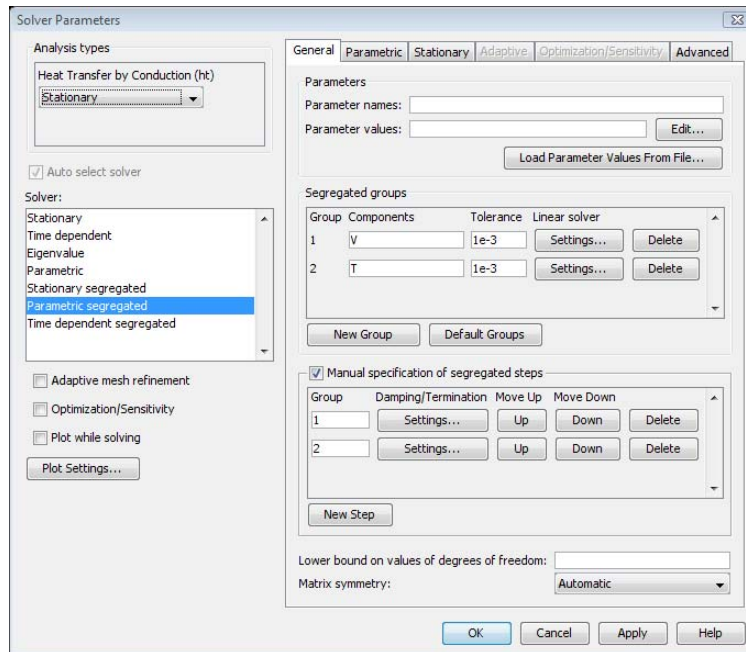 Solver Parameters
Analysis types
Heat Transfer by Conduction (ht)
Stationary
Auto select solver
Solver:
Stationary
Time dependent
Eigenvalue
Parametric
Stationary segregated
Parametric segregated
Time dependent segregated
Adaptive mesh refinement
Optimization/Sensitivity
Plot while solving
Plot Settings...
General Parametric Stationary Adaptive Optimization/Sensitivity Advanced
Parameters
Parameter names:
Parameter values: Edit...
Load Parameter Values From File...
Segregated groups
Group Components Tolerance Linear solver
1 V 1e-3 Settings... Delete
2 T 1e-3 Settings... Delete
New Group Default Groups
Manual specification of segregated steps
Group Damping/Termination Move Up Move Down
1 Settings... Up Down Delete
2 Settings... Up Down Delete
New Step
Lower bound on values of degrees of freedom:
Matrix symmetry: Automatic
OK Cancel Apply Help